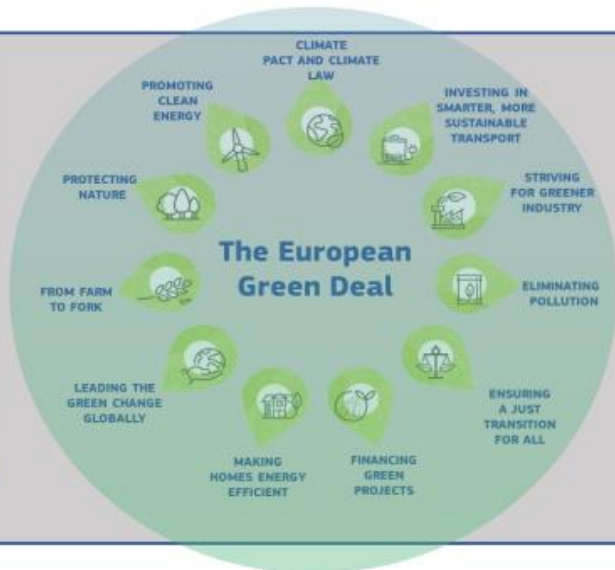 CLIMATE
PACT AND CLIMATE
LAW
PROMOTING
CLEAN
ENERGY
INVESTING IN
SMARTER, MORE
SUSTAINABLE
TRANSPORT
PROTECTING
NATURE
STRIVING
FOR GREENER
INDUSTRY
The European
Green Deal
FROM FARM
TO FORK
ELIMINATING
POLLUTION
LEADING THE
GREEN CHANGE
GLOBALLY
ENSURING
A JUST
TRANSITION
FOR ALL
MAKING
HOMES ENERGY
EFFICIENT
FINANCING
GREEN
PROJECTS